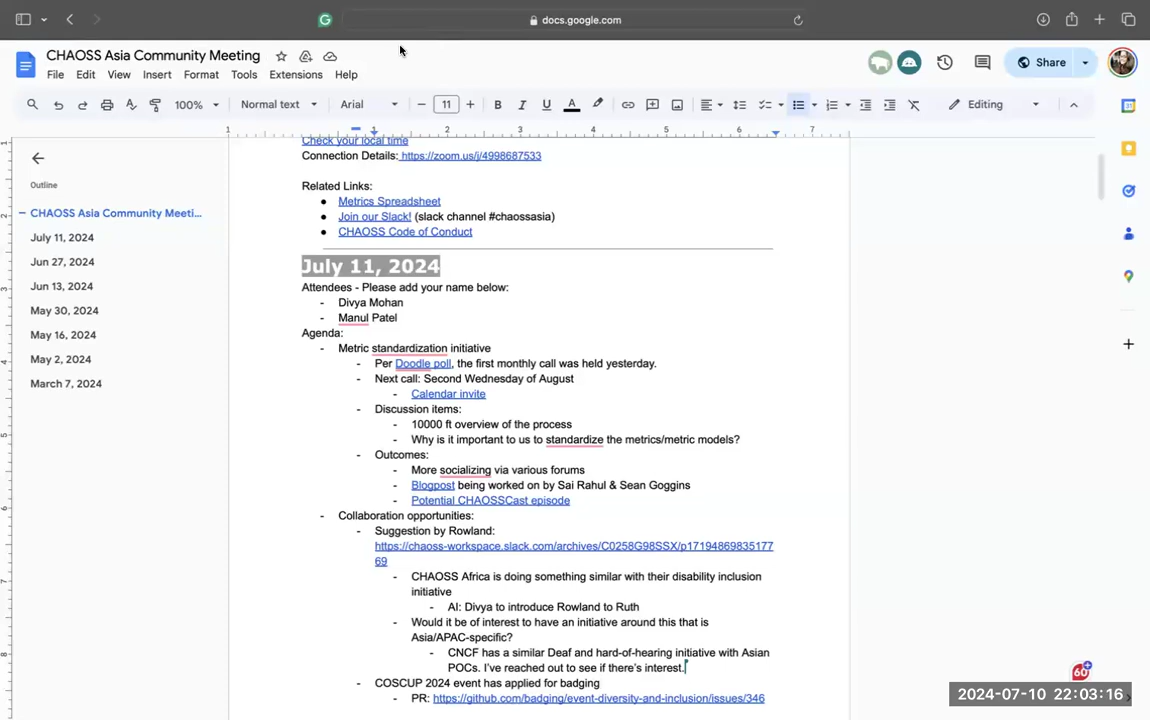 docs.google.com
CHAOSS Asia Community Meeting
File Edit View Insert Format Tools Extensions Help
Share
100% Normal text Arial 11 Editing
1 1 2 3 4 5 6 7
Outline
CHAOSS Asia Community Meeti...
July 11, 2024
Jun 27, 2024
Jun 13, 2024
May 30, 2024
May 16, 2024
May 2, 2024
March 7, 2024
Check your local time
Connection Details: https://zoom.us/j/4998687533
Related Links:
● Metrics Spreadsheet
● Join our Slack! (slack channel #chaossasia)
● CHAOSS Code of Conduct
July 11, 2024
Attendees - Please add your name below:
- Divya Mohan
- Manul Patel
Agenda:
- Metric standardization initiative
- Per Doodle poll, the first monthly call was held yesterday.
- Next call: Second Wednesday of August
- Calendar invite
- Discussion items:
- 10000 ft overview of the process
- Why is it important to us to standardize the metrics/metric models?
- Outcomes:
- More socializing via various forums
- Blogpost being worked on by Sai Rahul & Sean Goggins
- Potential CHAOSSCast episode
- Collaboration opportunities:
- Suggestion by Rowland:
https://chaoss-workspace.slack.com/archives/C0258G98SSX/p17194869835177
69
- CHAOSS Africa is doing something similar with their disability inclusion
initiative
- AI: Divya to introduce Rowland to Ruth
- Would it be of interest to have an initiative around this that is
Asia/APAC-specific?
- CNCF has a similar Deaf and hard-of-hearing initiative with Asian
POCs. I've reached out to see if there's interest.
- COSCUP 2024 event has applied for badging
- PR: https://github.com/badging/event-diversity-and-inclusion/issues/346
2024-07-10 22:03:16